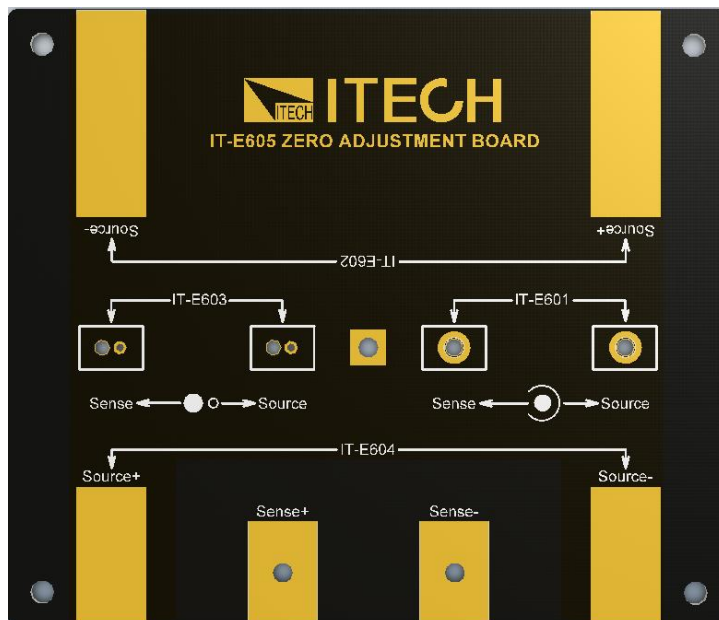 ITECH
ITECH
IT-E605 ZERO ADJUSTMENT BOARD
Source-
Source+
IT-E602
IT-E603
IT-E601
Sense
Source
Sense
Source
IT-E604
Source+
Source-
Sense+
Sense-